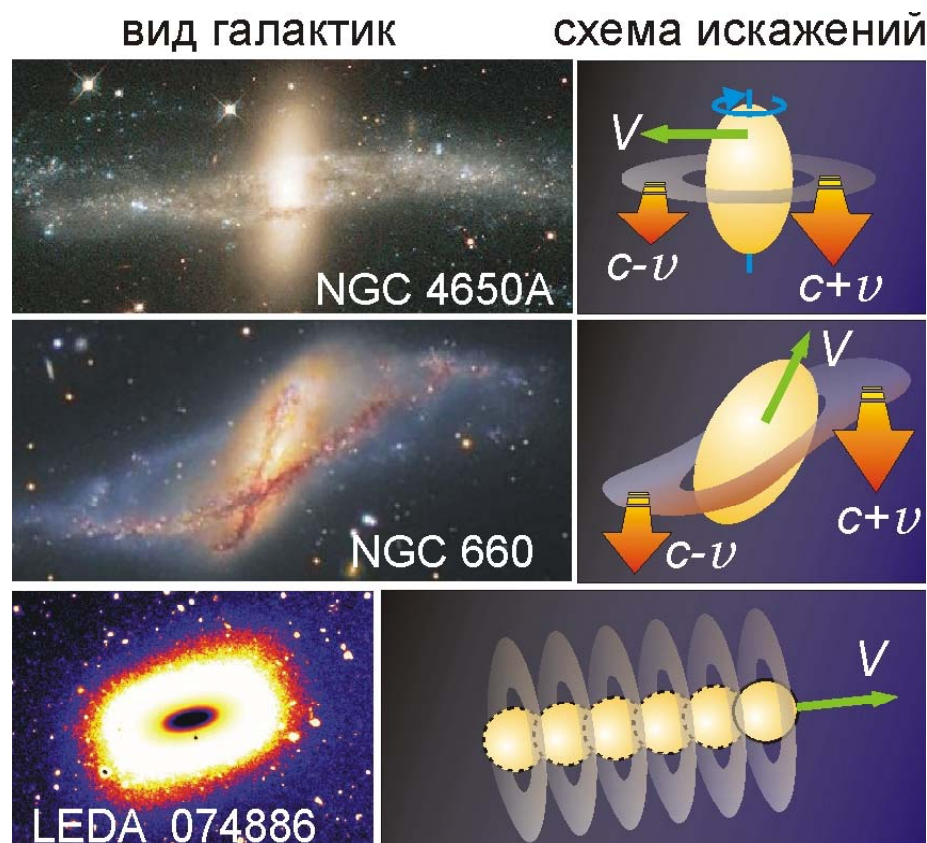 вид галактик
схема искажений
NGC 4650A
V
c-υ
c+υ
NGC 660
V
c-υ
c+υ
LEDA 074886
V